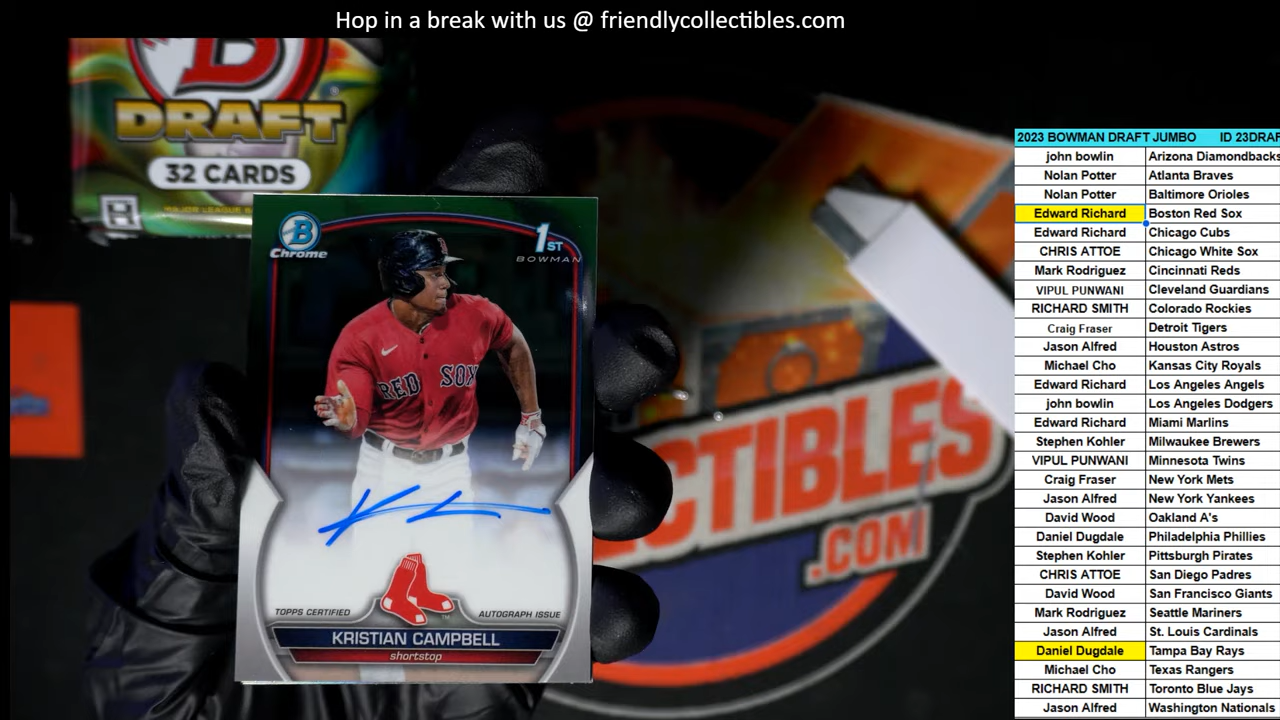 Hop in a break with us @ friendlycollectibles.com
DRAFT
32 CARDS
B
Chrome
1ST
BOWMAN
RED SOX
TOPPS CERTIFIED
AUTOGRAPH ISSUE
KRISTIAN CAMPBELL
shortstop
ECTIBLES
.COM
2023 BOWMAN DRAFT JUMBO ID 23DRAF
john bowlin Arizona Diamondbacks
Nolan Potter Atlanta Braves
Nolan Potter Baltimore Orioles
Edward Richard Boston Red Sox
Edward Richard Chicago Cubs
CHRIS ATTOE Chicago White Sox
Mark Rodriguez Cincinnati Reds
VIPUL PUNWANI Cleveland Guardians
RICHARD SMITH Colorado Rockies
Craig Fraser Detroit Tigers
Jason Alfred Houston Astros
Michael Cho Kansas City Royals
Edward Richard Los Angeles Angels
john bowlin Los Angeles Dodgers
Edward Richard Miami Marlins
Stephen Kohler Milwaukee Brewers
VIPUL PUNWANI Minnesota Twins
Craig Fraser New York Mets
Jason Alfred New York Yankees
David Wood Oakland A's
Daniel Dugdale Philadelphia Phillies
Stephen Kohler Pittsburgh Pirates
CHRIS ATTOE San Diego Padres
David Wood San Francisco Giants
Mark Rodriguez Seattle Mariners
Jason Alfred St. Louis Cardinals
Daniel Dugdale Tampa Bay Rays
Michael Cho Texas Rangers
RICHARD SMITH Toronto Blue Jays
Jason Alfred Washington Nationals